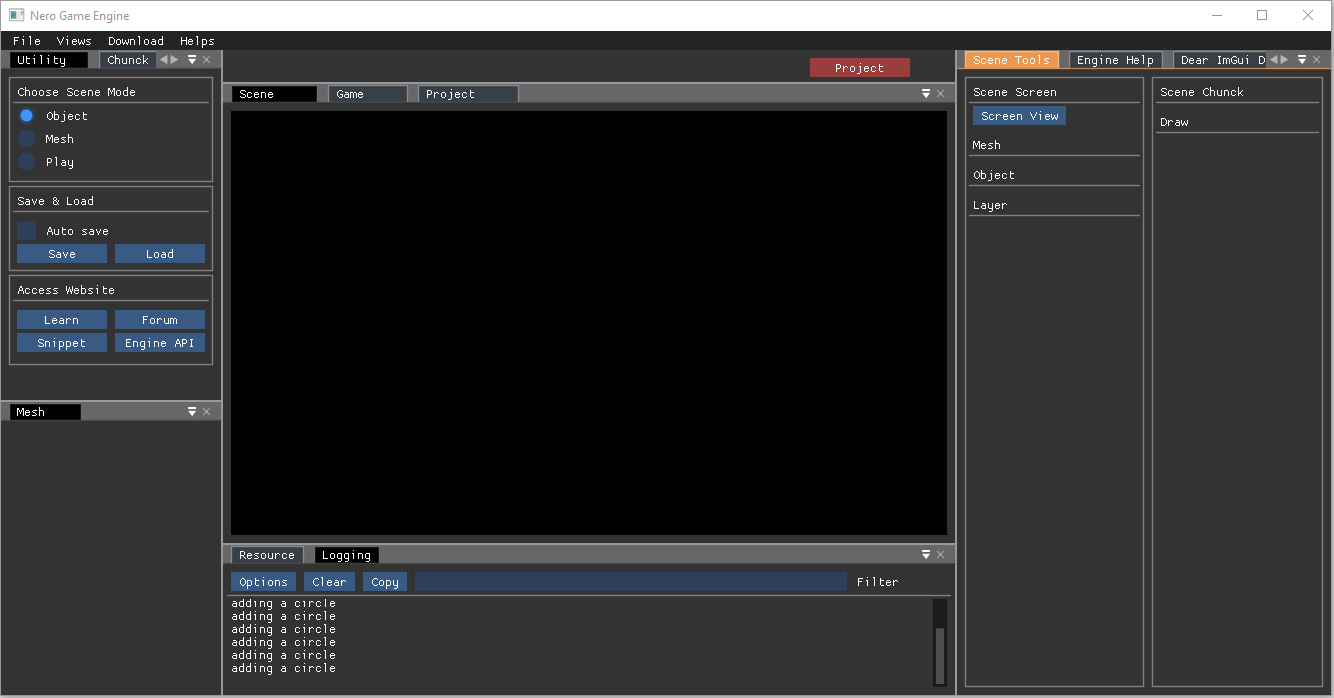 Nero Game Engine
File Views Download Helps
Utility Chunck
Choose Scene Mode
Object
Mesh
Play
Save & Load
Auto save
Save Load
Access Website
Learn Forum
Snippet Engine API
Mesh
Project
Scene Game Project
Resource Logging
Options Clear Copy Filter
adding a circle
adding a circle
adding a circle
adding a circle
adding a circle
adding a circle
Scene Tools Engine Help Dear ImGui D
Scene Screen
Screen View
Mesh
Object
Layer
Scene Chunck
Draw